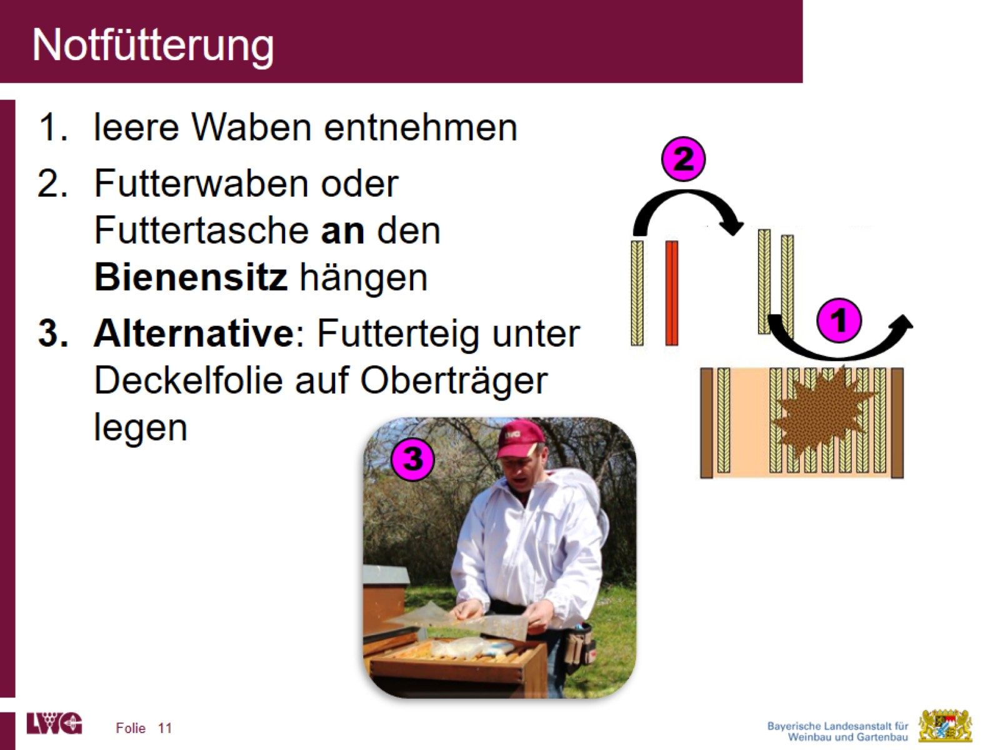 Notfütterung
1. leere Waben entnehmen
2. Futterwaben oder
Futtertasche an den
Bienensitz hängen
3. Alternative: Futterteig unter
Deckelfolie auf Oberträger
legen
2
1
3
LWG
LWG
Folie 11
Bayerische Landesanstalt für
Weinbau und Gartenbau